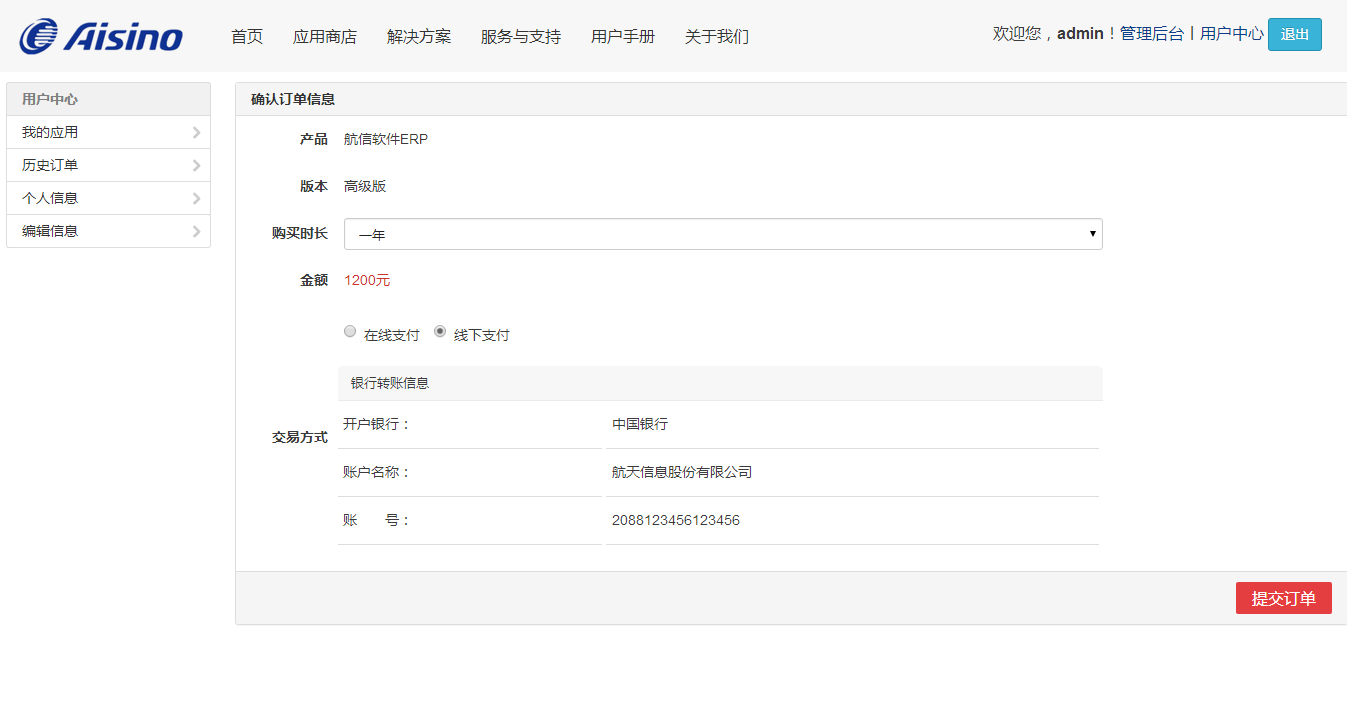 Aisino 首页 应用商店 解决方案 服务与支持 用户手册 关于我们 欢迎您，admin！管理后台丨用户中心 退出
用户中心
我的应用
历史订单
个人信息
编辑信息
确认订单信息
产品 航信软件ERP
版本 高级版
购买时长 一年
金额 1200元
在线支付 线下支付
交易方式
银行转账信息
开户银行： 中国银行
账户名称： 航天信息股份有限公司
账　　号： 2088123456123456
提交订单